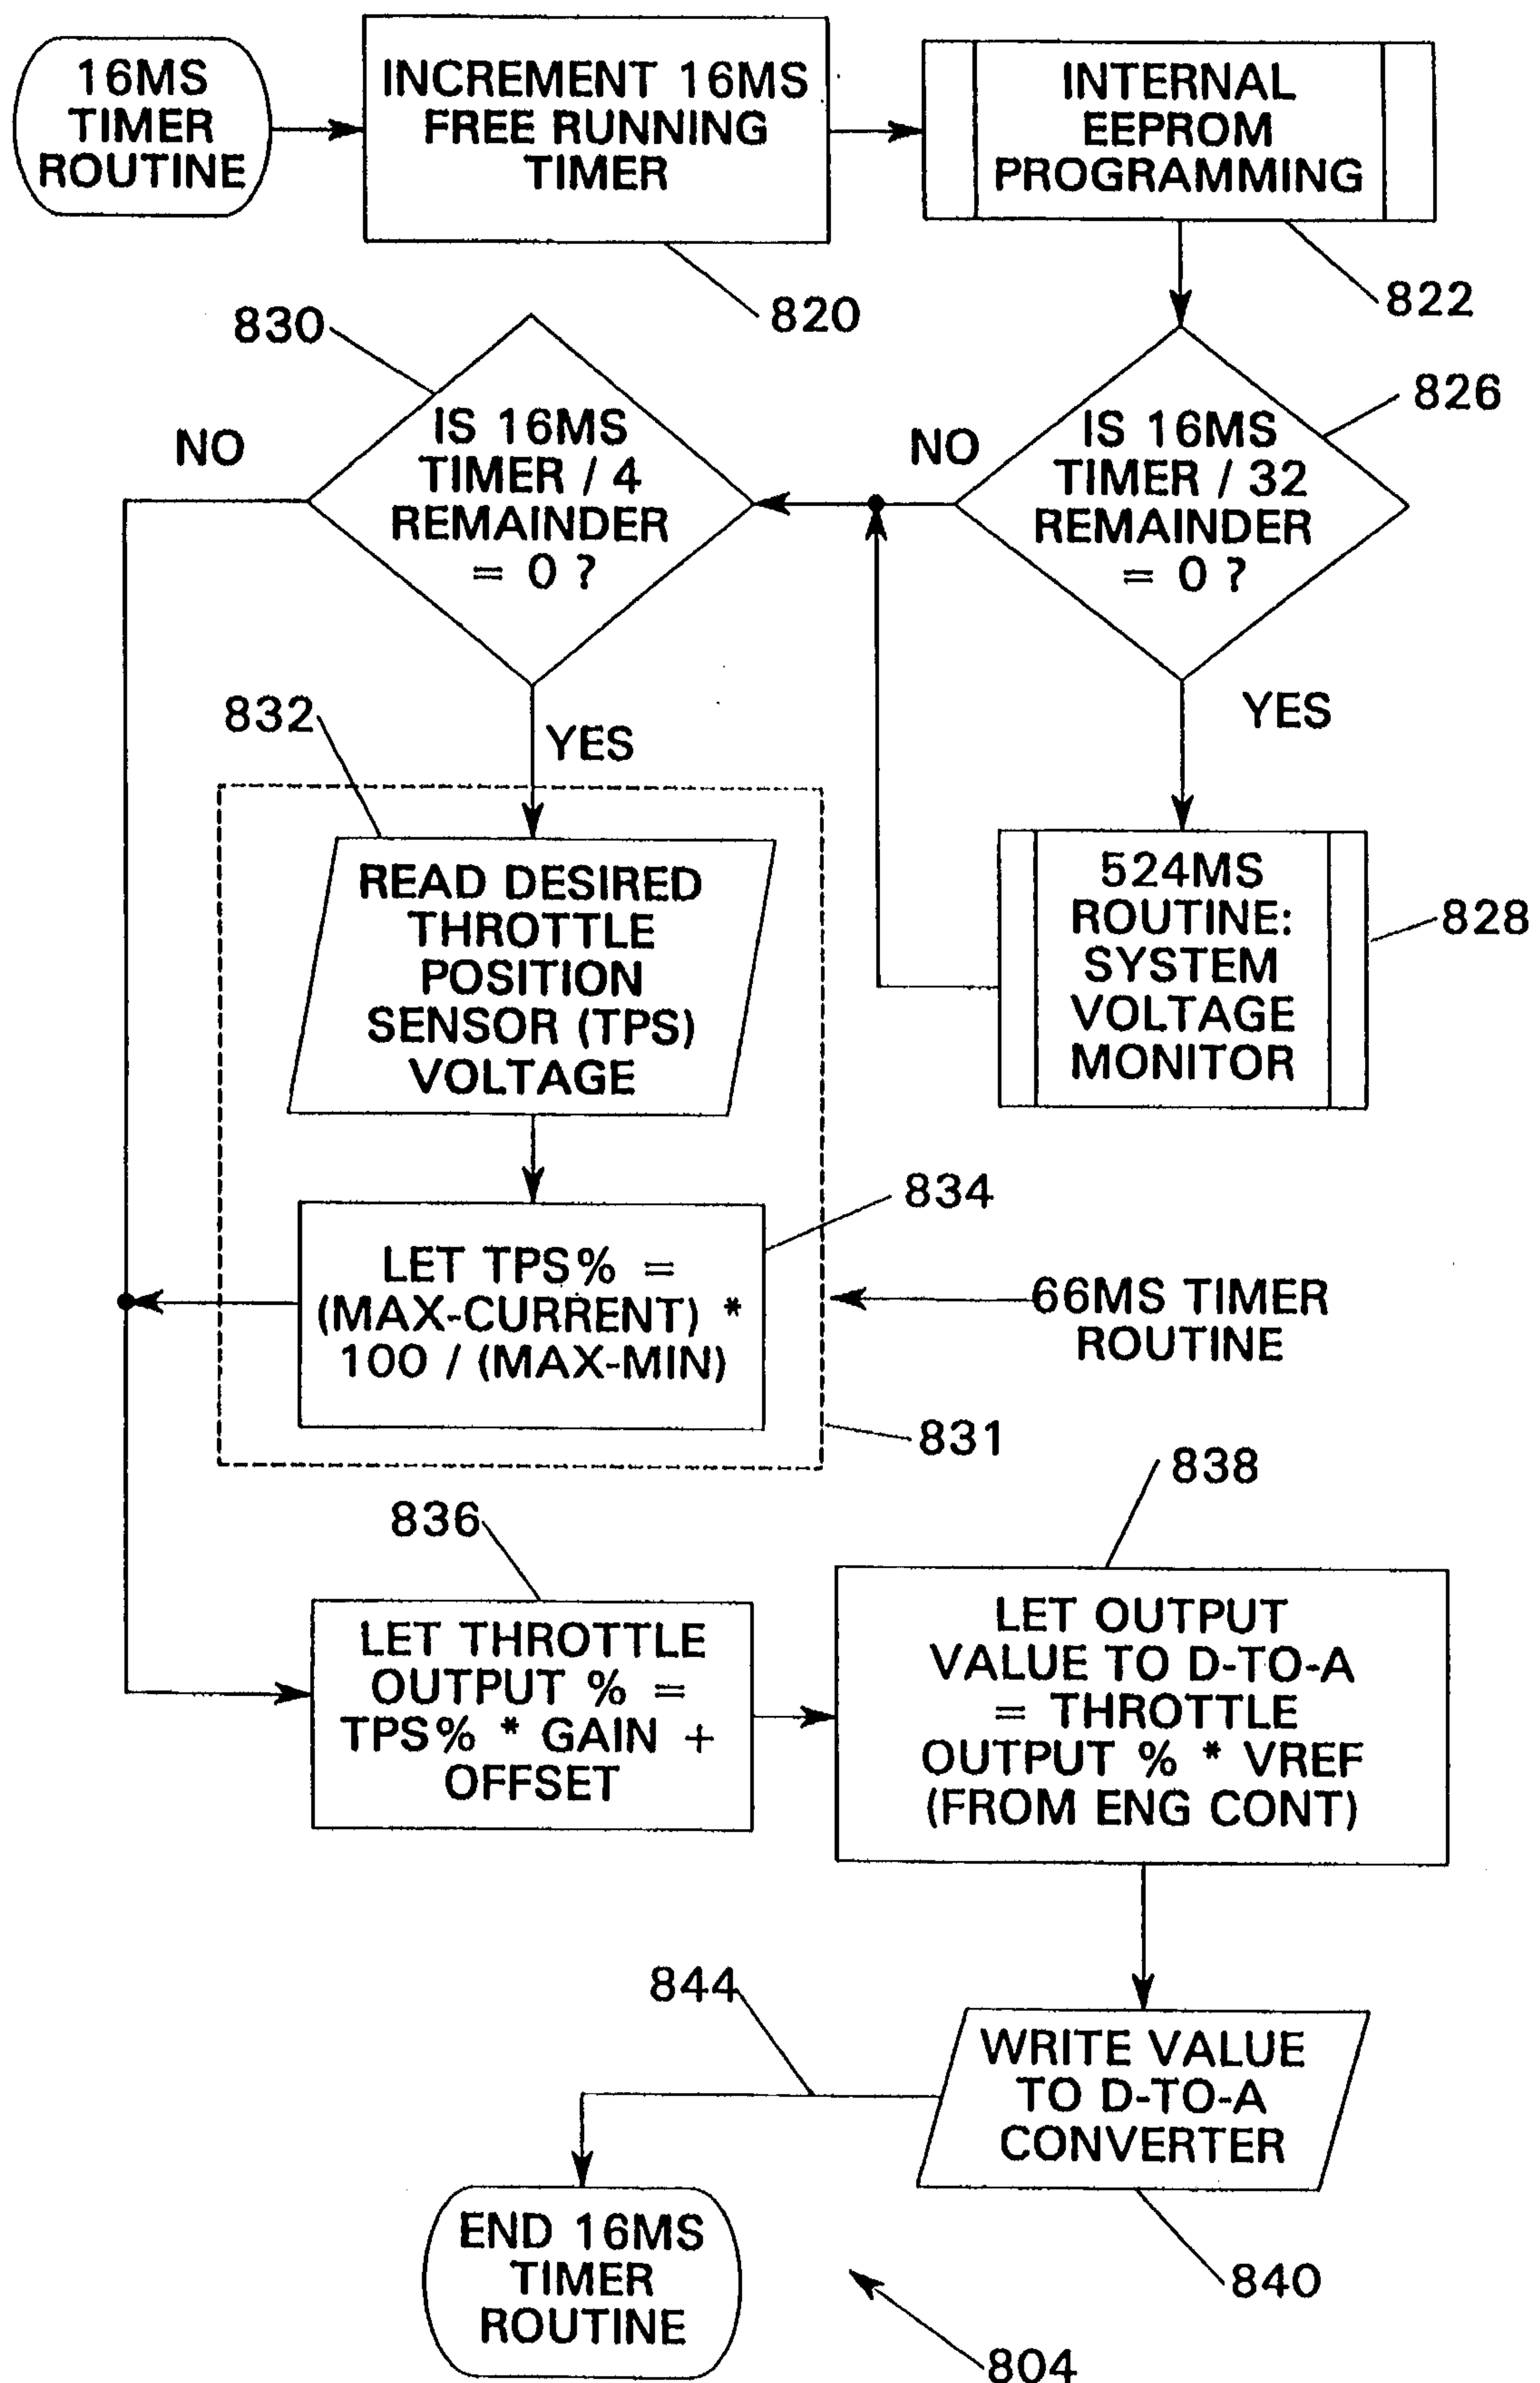 16MS
TIMER
ROUTINE
INCREMENT 16MS
FREE RUNNING
TIMER
INTERNAL
EEPROM
PROGRAMMING
820
822
830
826
IS 16MS
TIMER / 4
REMAINDER
= 0 ?
NO
IS 16MS
TIMER / 32
REMAINDER
= 0 ?
NO
YES
832
YES
READ DESIRED
THROTTLE
POSITION
SENSOR (TPS)
VOLTAGE
524MS
ROUTINE:
SYSTEM
VOLTAGE
MONITOR
828
834
LET TPS% =
(MAX-CURRENT) *
100 / (MAX-MIN)
66MS TIMER
ROUTINE
831
838
836
LET THROTTLE
OUTPUT % =
TPS% * GAIN +
OFFSET
LET OUTPUT
VALUE TO D-TO-A
= THROTTLE
OUTPUT % * VREF
(FROM ENG CONT)
844
WRITE VALUE
TO D-TO-A
CONVERTER
840
END 16MS
TIMER
ROUTINE
804